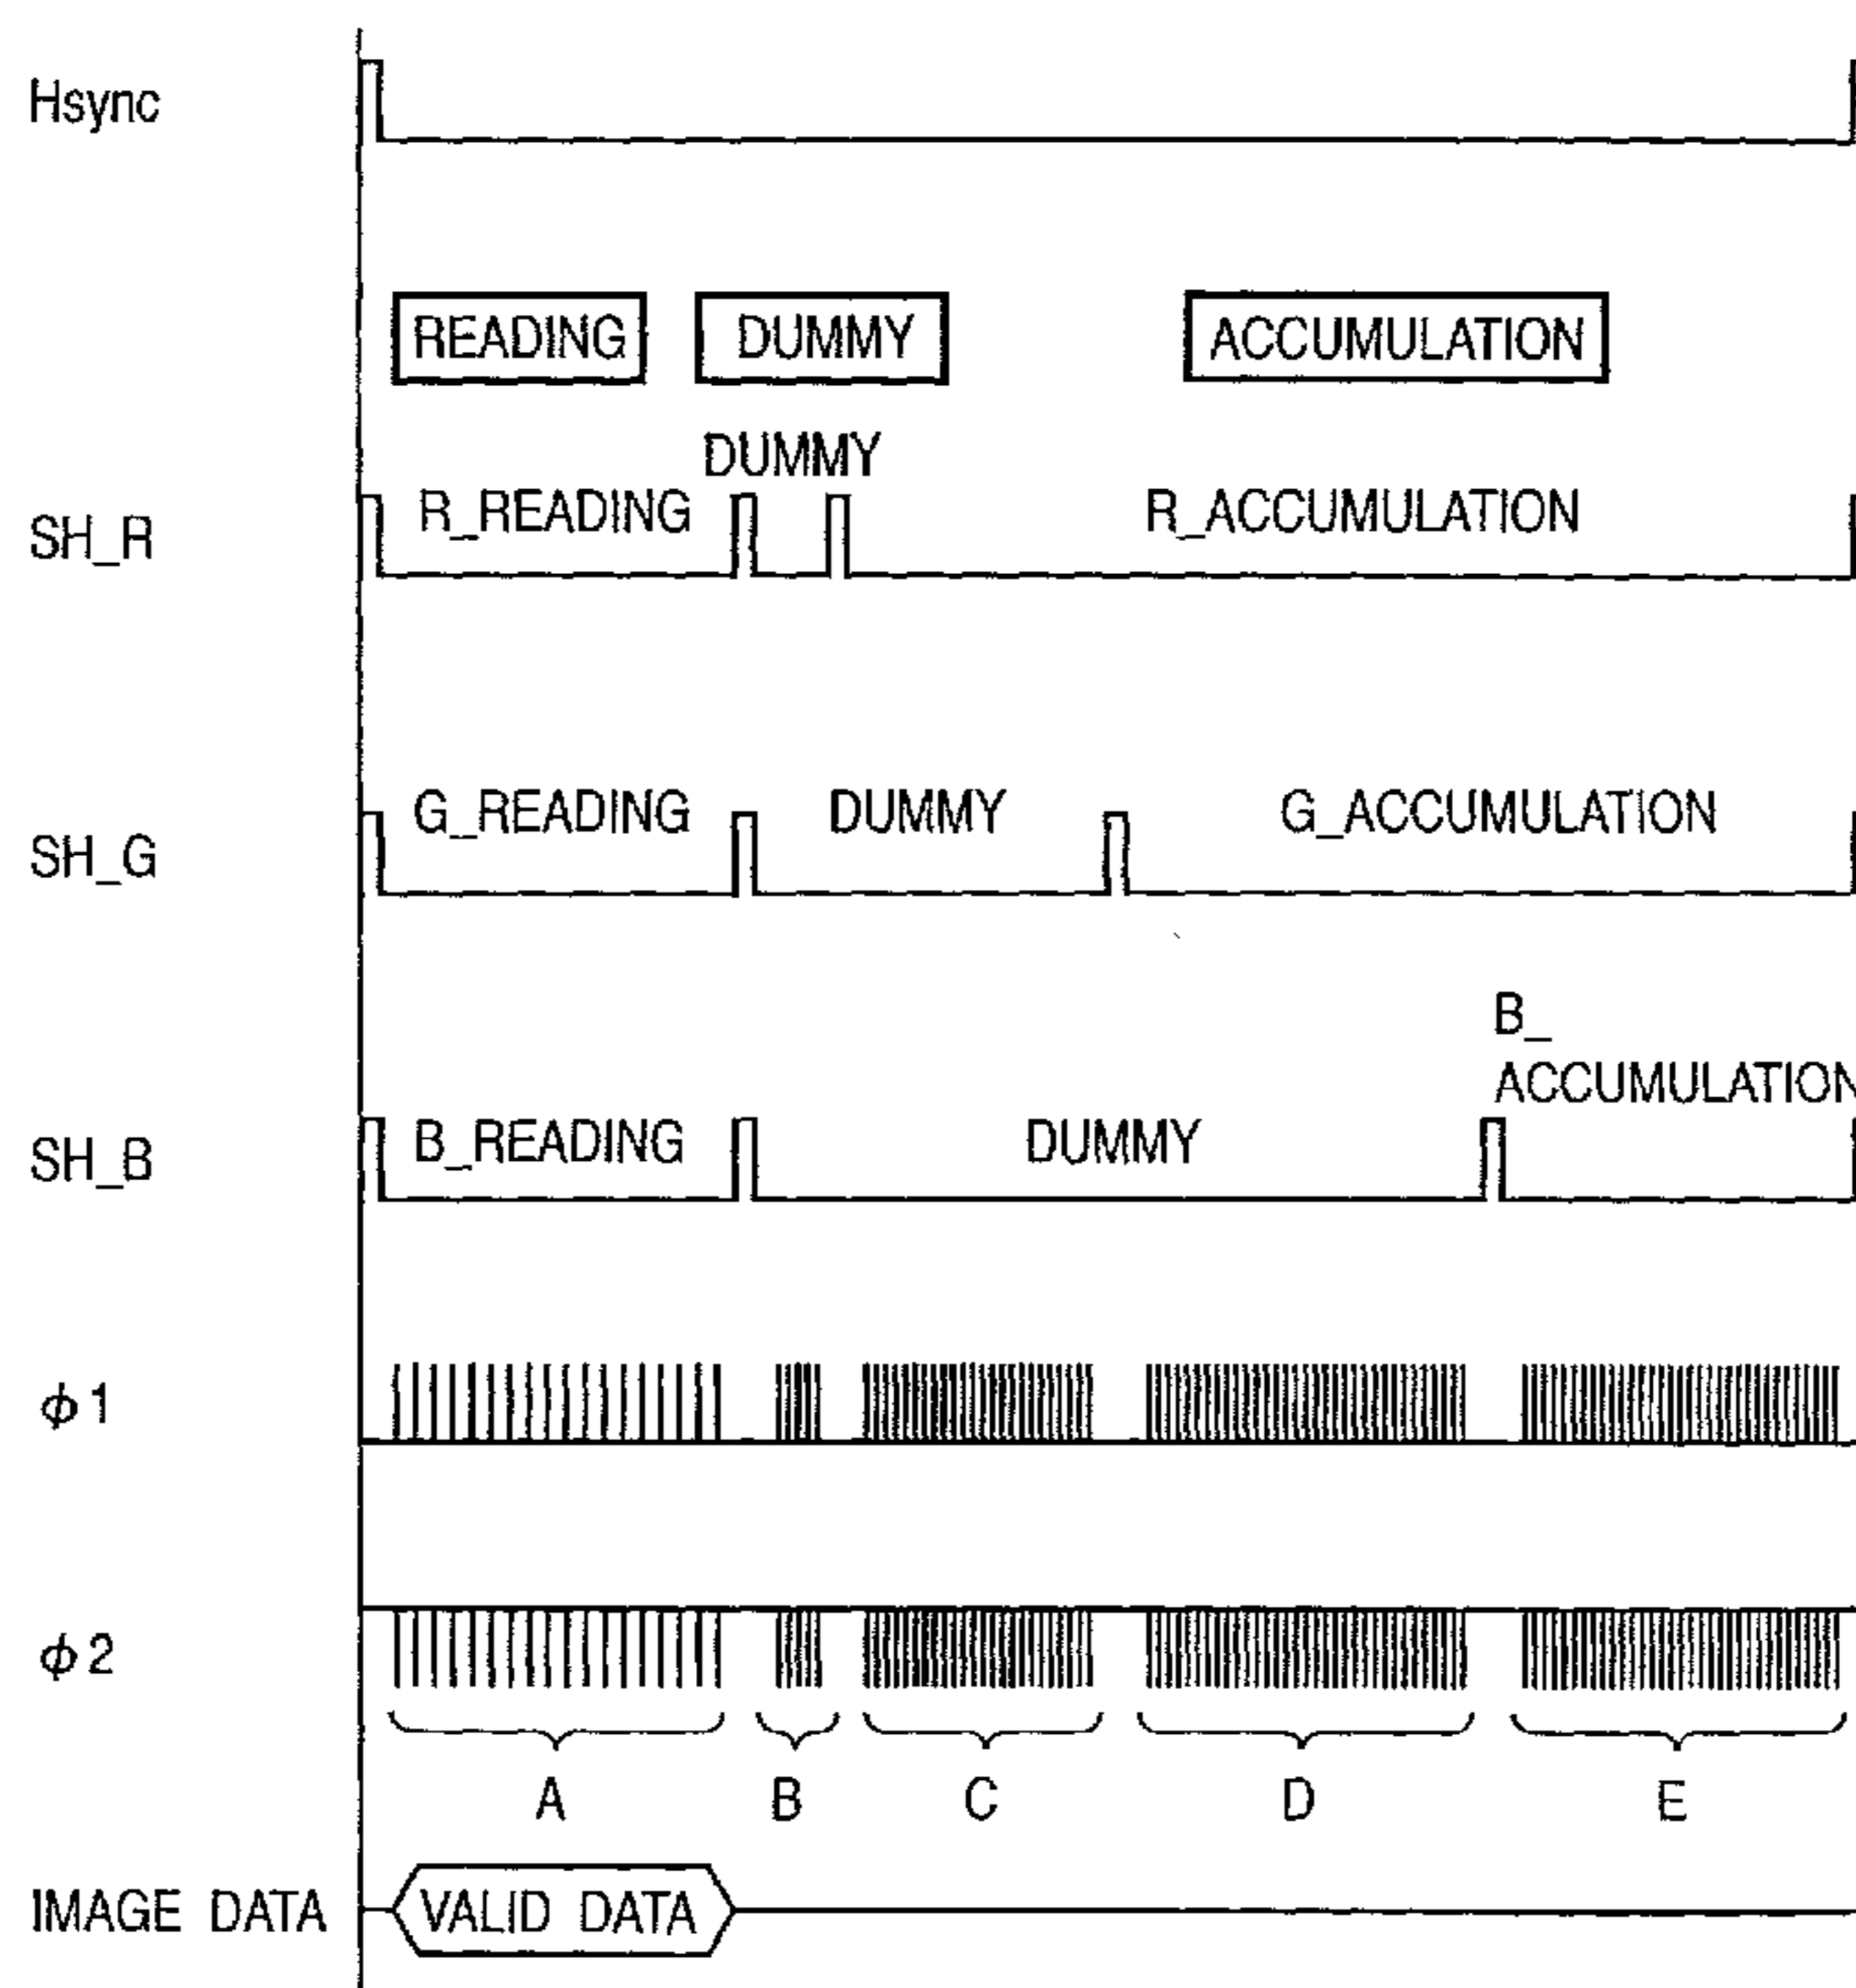 Hsync
READING DUMMY ACCUMULATION
DUMMY
SH_R R_READING R_ACCUMULATION
SH_G G_READING DUMMY G_ACCUMULATION
B_
ACCUMULATION
SH_B B_READING DUMMY
ϕ1
ϕ2
A B C D E
IMAGE DATA VALID DATA